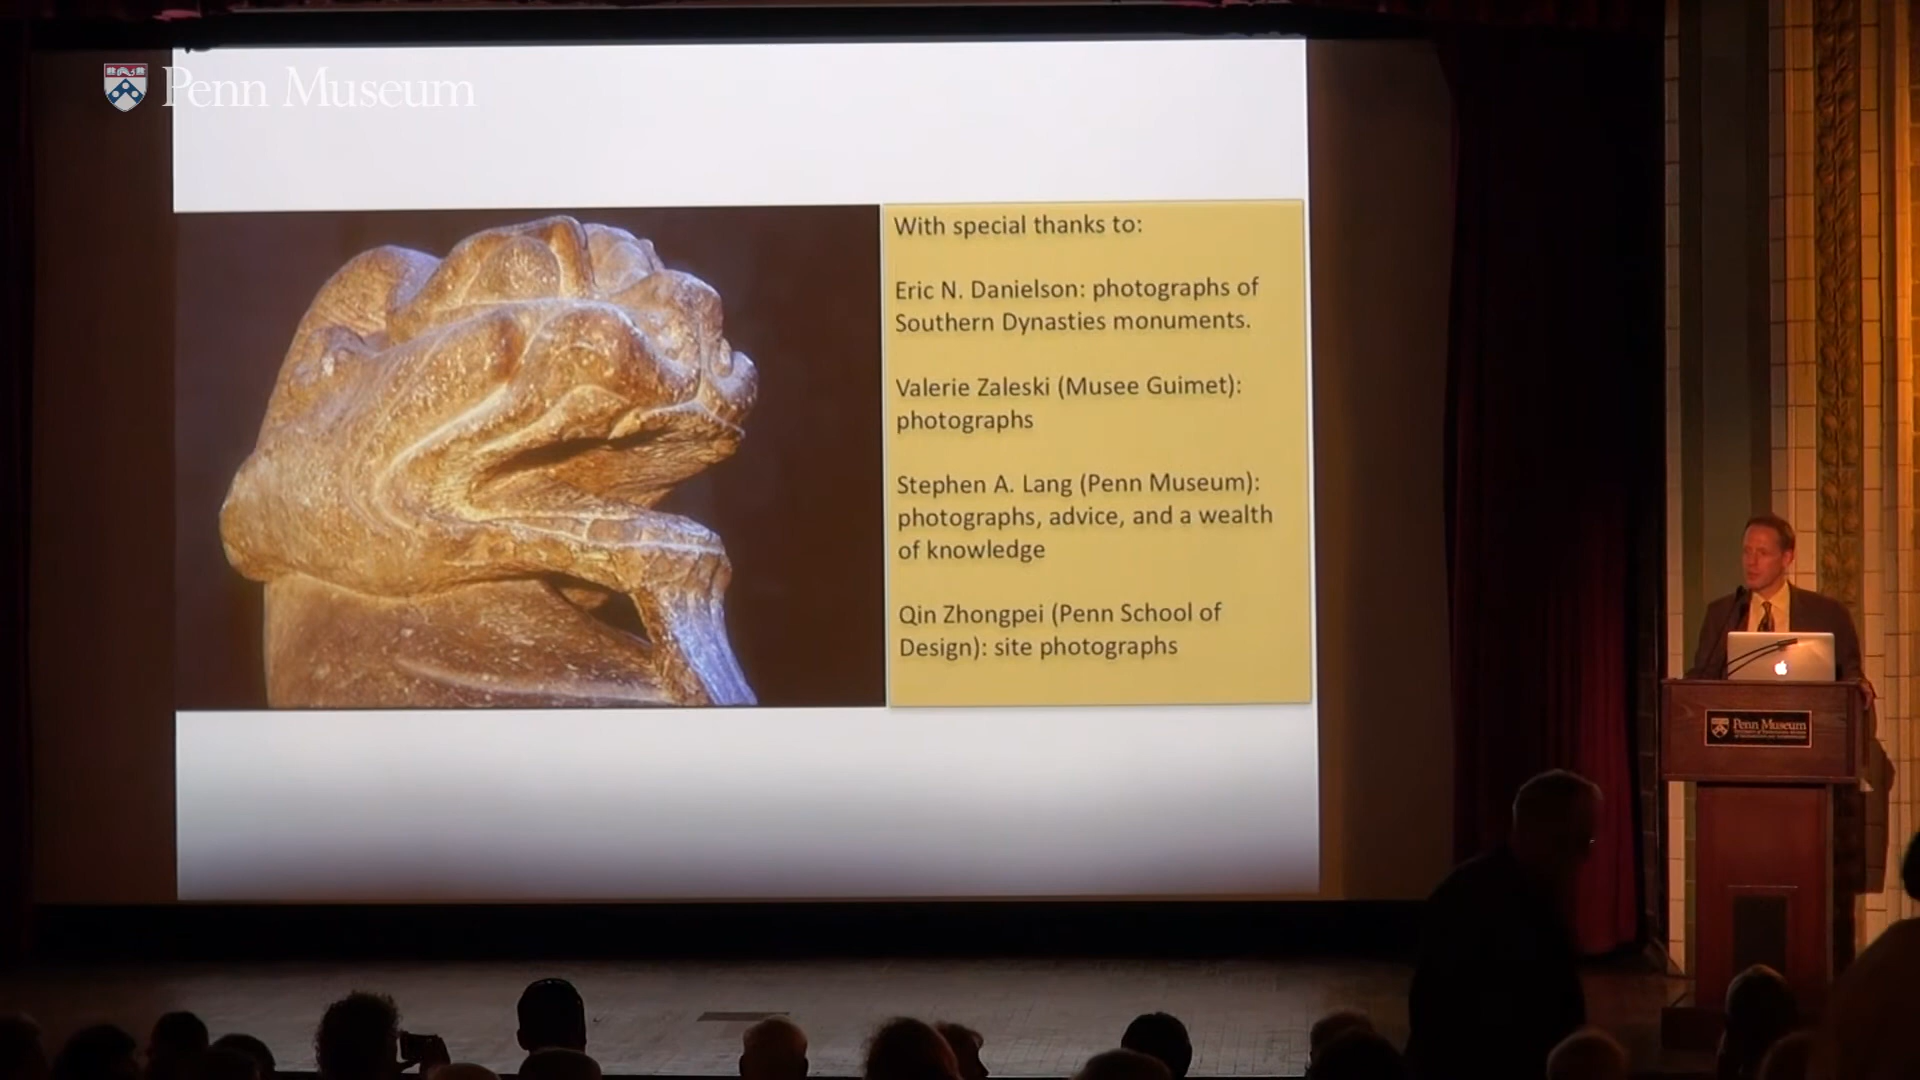 Penn Museum
With special thanks to:
Eric N. Danielson: photographs of
Southern Dynasties monuments.
Valerie Zaleski (Musee Guimet):
photographs
Stephen A. Lang (Penn Museum):
photographs, advice, and a wealth
of knowledge
Qin Zhongpei (Penn School of
Design): site photographs
Penn Museum